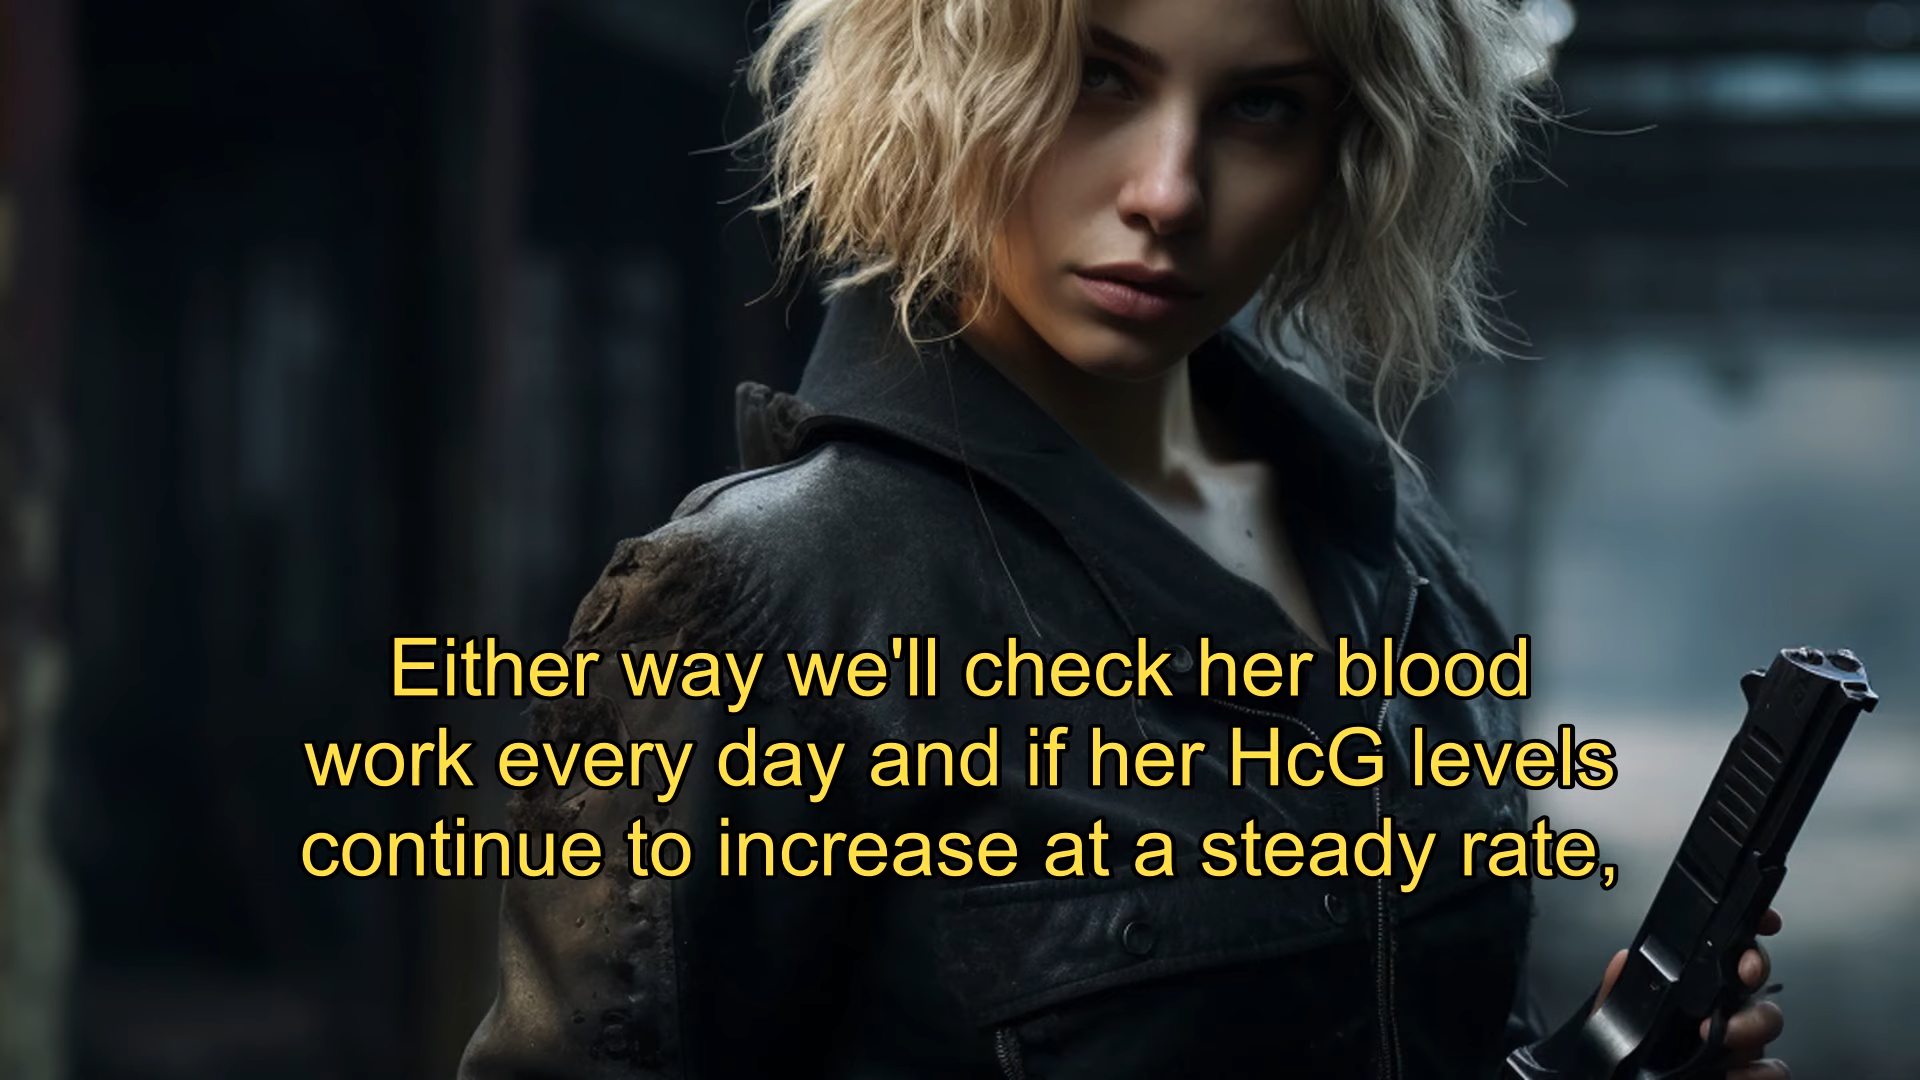 Either way we'll check her blood
work every day and if her HcG levels
continue to increase at a steady rate,